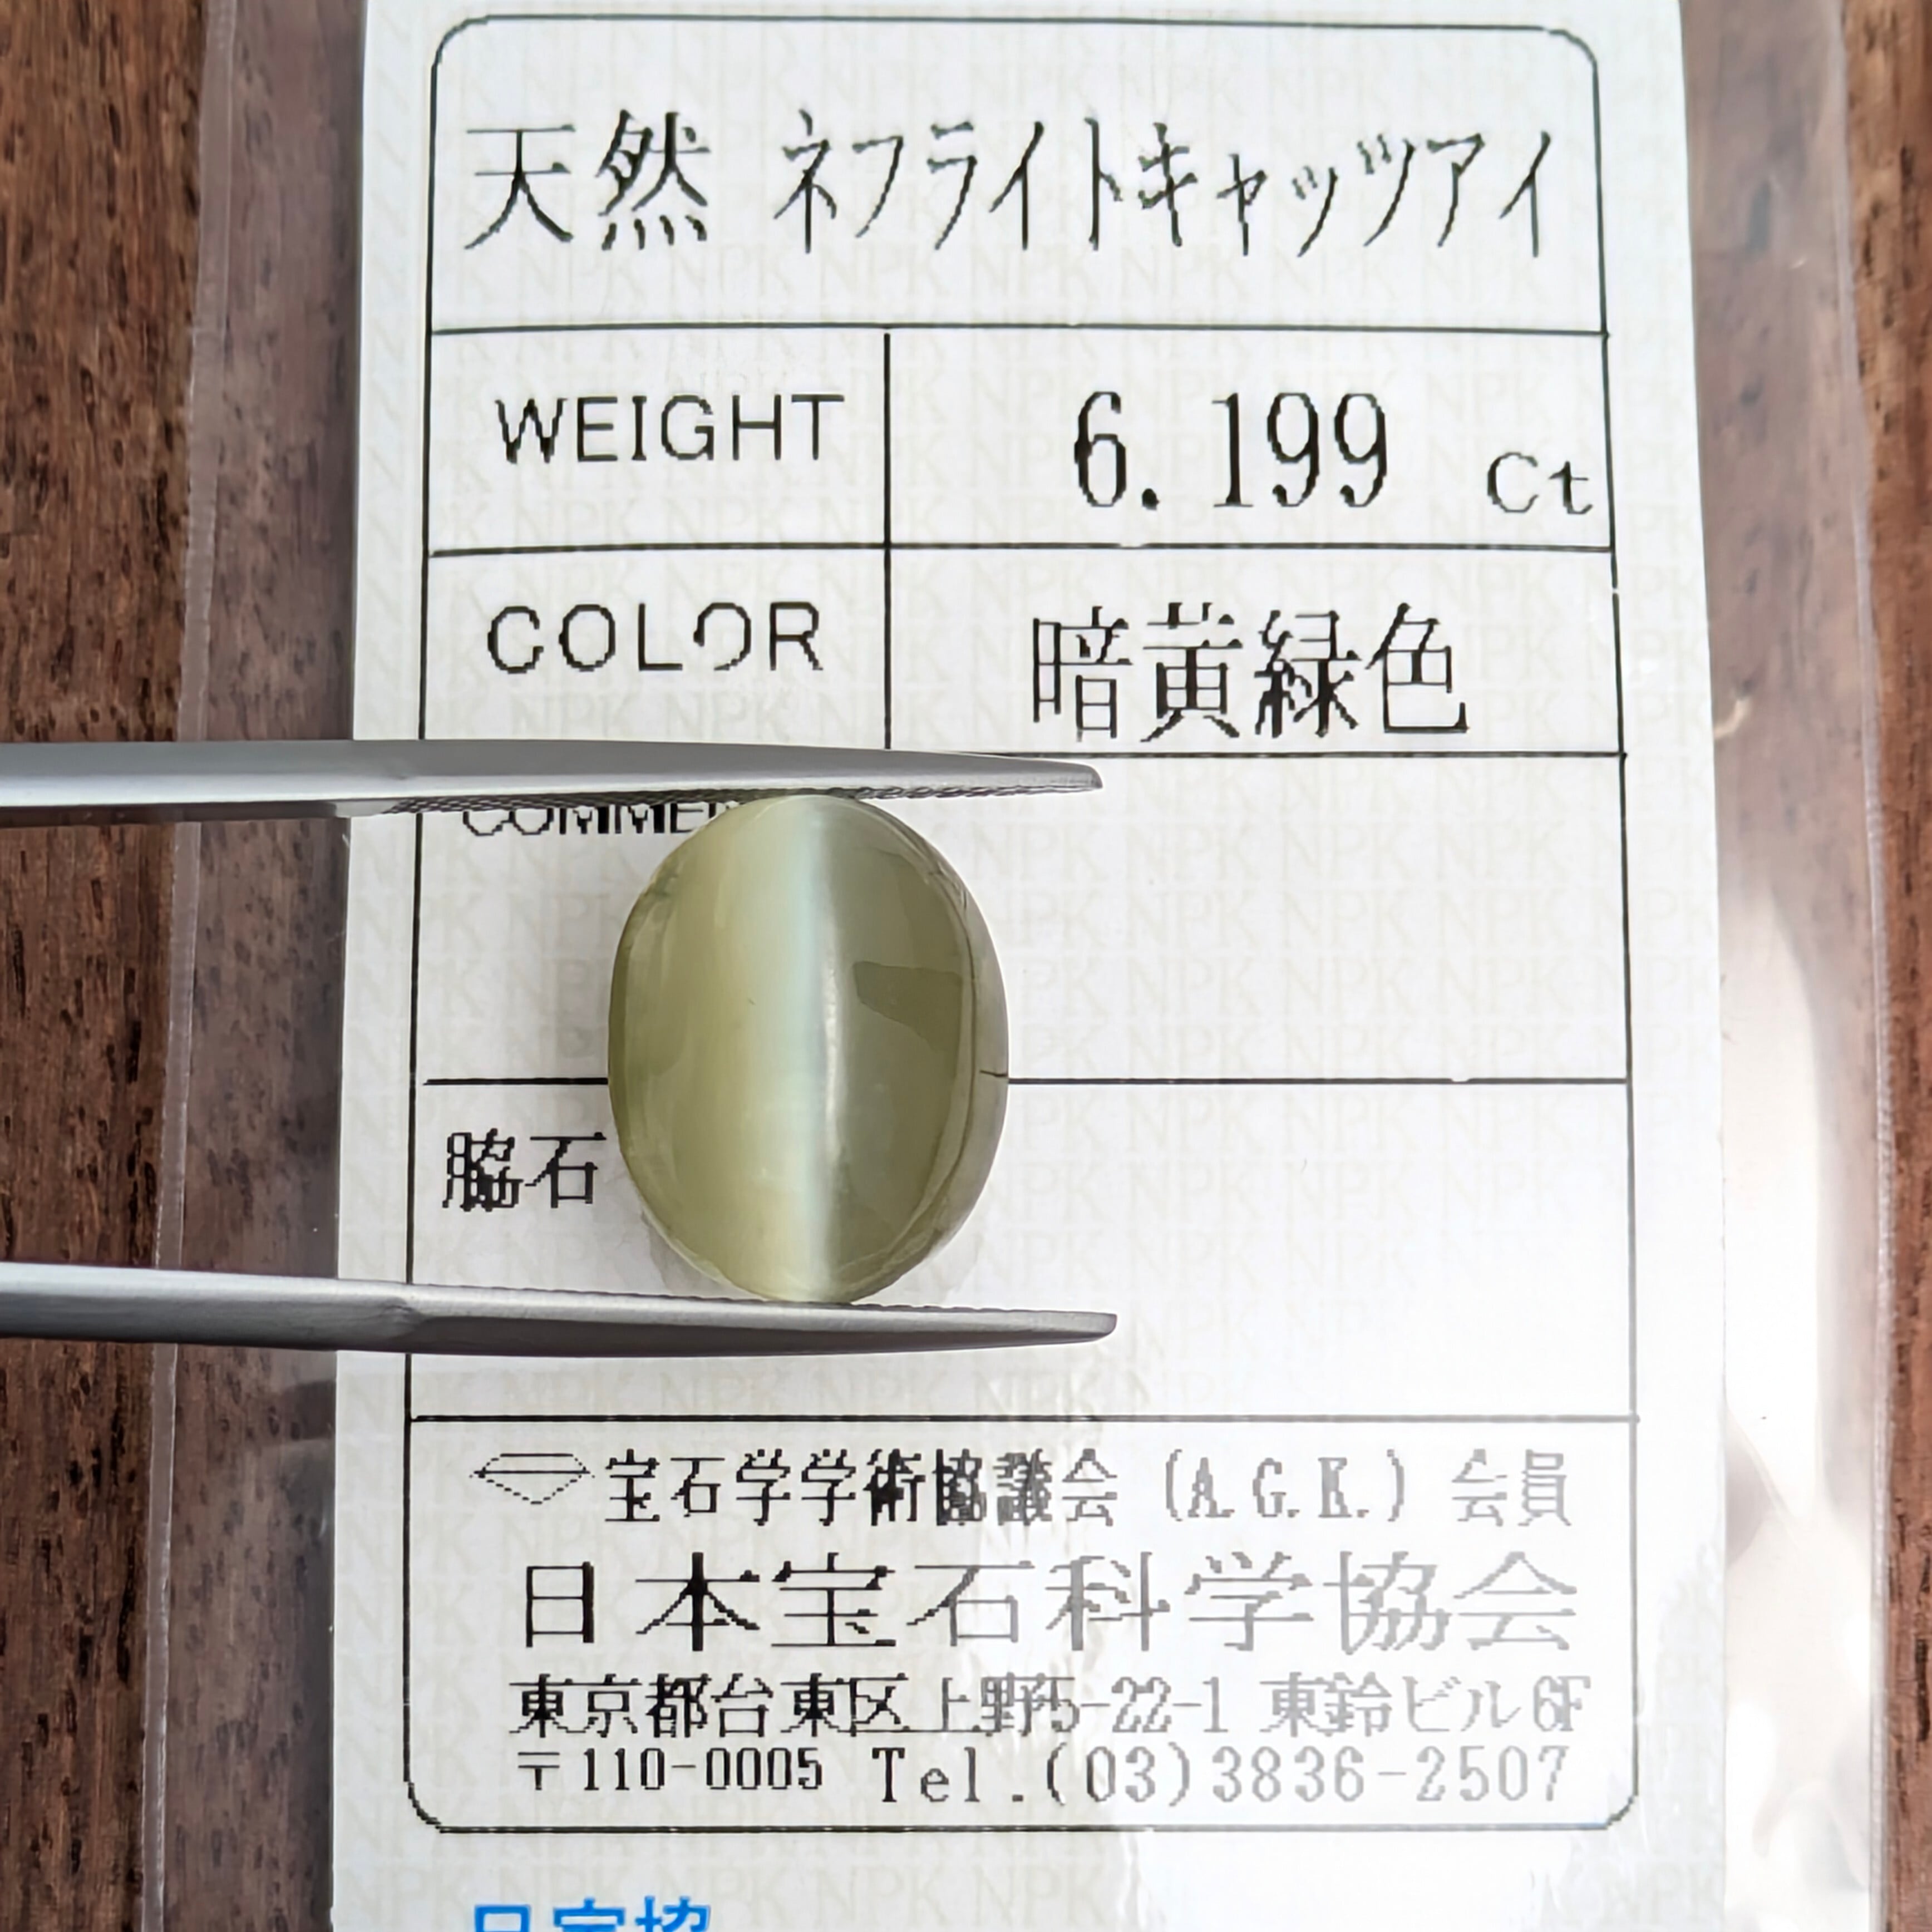 天然 ネフライトキャッツアイ
WEIGHT 6.199 Ct
COLOR 暗黄緑色
脇石
宝石学学術協議会 (A.G.K.) 会員
日本宝石科学協会
東京都台東区上野5-22-1 東鈴ビル6F
〒110-0005 Tel.(03)3836-2507